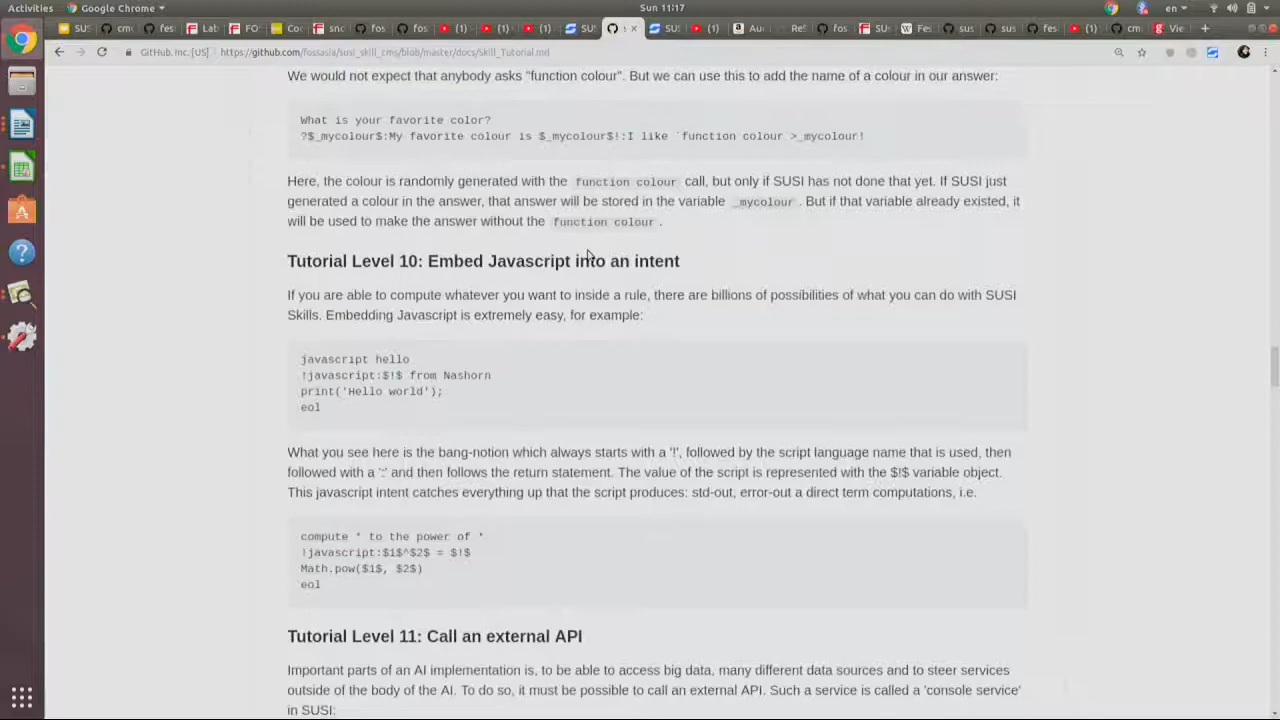 Activities
Google Chrome
Sun 11:17
en
GitHub, Inc. [US]
https://github.com/fossasia/susi_skill_cms/blob/master/docs/Skill_Tutorial.md
We would not expect that anybody asks "function colour". But we can use this to add the name of a colour in our answer:
What is your favorite color?
?$_mycolour$:My favorite colour is $_mycolour$!:I like `function colour`>_mycolour!
Here, the colour is randomly generated with the function colour call, but only if SUSI has not done that yet. If SUSI just
generated a colour in the answer, that answer will be stored in the variable _mycolour . But if that variable already existed, it
will be used to make the answer without the function colour .
Tutorial Level 10: Embed Javascript into an intent
If you are able to compute whatever you want to inside a rule, there are billions of possibilities of what you can do with SUSI
Skills. Embedding Javascript is extremely easy, for example:
javascript hello
!javascript:$!$ from Nashorn
print('Hello world');
eol
What you see here is the bang-notion which always starts with a '!', followed by the script language name that is used, then
followed with a ':' and then follows the return statement. The value of the script is represented with the $!$ variable object.
This javascript intent catches everything up that the script produces: std-out, error-out a direct term computations, i.e.
compute * to the power of *
!javascript:$1$^$2$ = $!$
Math.pow($1$, $2$)
eol
Tutorial Level 11: Call an external API
Important parts of an AI implementation is, to be able to access big data, many different data sources and to steer services
outside of the body of the AI. To do so, it must be possible to call an external API. Such a service is called a 'console service'
in SUSI: